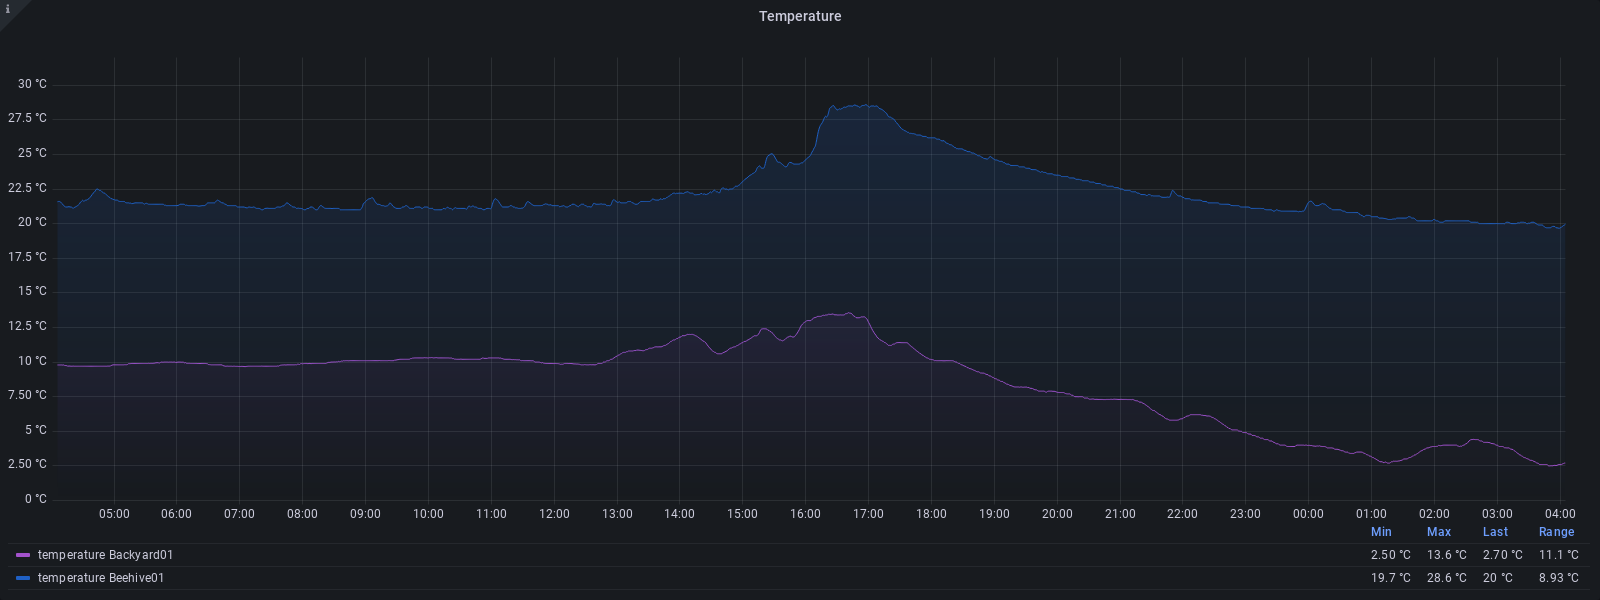 i
Temperature
30 °C
27.5 °C
25 °C
22.5 °C
20 °C
17.5 °C
15 °C
12.5 °C
10 °C
7.50 °C
5 °C
2.50 °C
0 °C
05:00 06:00 07:00 08:00 09:00 10:00 11:00 12:00 13:00 14:00 15:00 16:00 17:00 18:00 19:00 20:00 21:00 22:00 23:00 00:00 01:00 02:00 03:00 04:00
Min Max Last Range
temperature Backyard01 2.50 °C 13.6 °C 2.70 °C 11.1 °C
temperature Beehive01 19.7 °C 28.6 °C 20 °C 8.93 °C